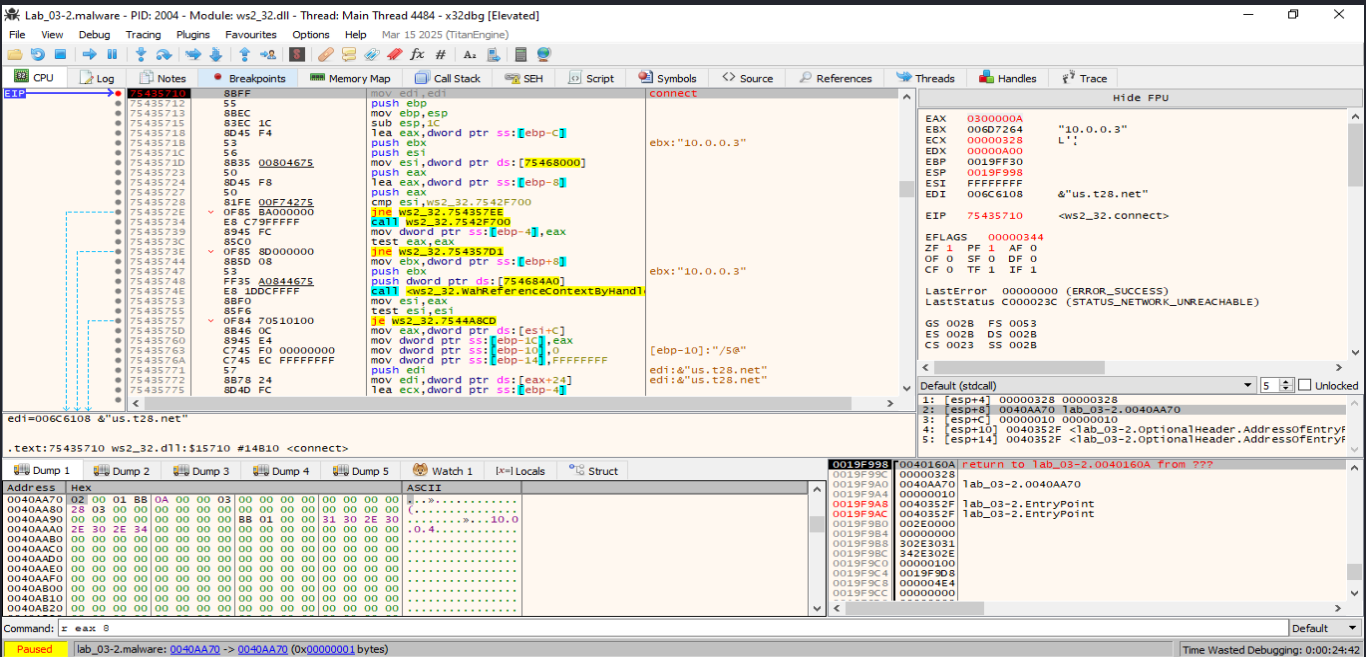 Lab_03-2.malware - PID: 2004 - Module: ws2_32.dll - Thread: Main Thread 4484 - x32dbg [Elevated]
File View Debug Tracing Plugins Favourites Options Help Mar 15 2025 (TitanEngine)
CPU Log Notes Breakpoints Memory Map Call Stack SEH Script Symbols Source References Threads Handles Trace
EIP 75435710 8BFF mov edi,edi connect
75435712 55 push ebp
75435713 8BEC mov ebp,esp
75435715 83EC 1C sub esp,1C
75435718 8D45 F4 lea eax,dword ptr ss:[ebp-C]
7543571B 53 push ebx ebx:"10.0.0.3"
7543571C 56 push esi
7543571D 8B35 00804675 mov esi,dword ptr ds:[75468000]
75435723 50 push eax
75435724 8D45 F8 lea eax,dword ptr ss:[ebp-8]
75435727 50 push eax
75435728 81FE 00F74275 cmp esi,ws2_32.7542F700
7543572E 0F85 BA000000 jne ws2_32.754357EE
75435734 E8 C79FFFFF call ws2_32.7542F700
75435739 8945 FC mov dword ptr ss:[ebp-4],eax
7543573C 85C0 test eax,eax
7543573E 0F85 8D000000 jne ws2_32.754357D1
75435744 8B5D 08 mov ebx,dword ptr ss:[ebp+8]
75435747 53 push ebx ebx:"10.0.0.3"
75435748 FF35 A0844675 push dword ptr ds:[754684A0]
7543574E E8 1DDCFFFF call <ws2_32.WahReferenceContextByHandl
75435753 8BF0 mov esi,eax
75435755 85F6 test esi,esi
75435757 0F84 70510100 je ws2_32.7544A8CD
7543575D 8B46 0C mov eax,dword ptr ds:[esi+C]
75435760 8945 E4 mov dword ptr ss:[ebp-1C],eax
75435763 C745 F0 00000000 mov dword ptr ss:[ebp-10],0 [ebp-10]:"/5@"
7543576A C745 EC FFFFFFFF mov dword ptr ss:[ebp-14],FFFFFFFF
75435771 57 push edi edi:&"us.t28.net"
75435772 8B78 24 mov edi,dword ptr ds:[eax+24] edi:&"us.t28.net"
75435775 8D4D FC lea ecx,dword ptr ss:[ebp-4]
edi=006C6108 &"us.t28.net"
.text:75435710 ws2_32.dll:$15710 #14B10 <connect>
Hide FPU
EAX 0300000A
EBX 006D7264 "10.0.0.3"
ECX 00000328
EDX 00000A00
EBP 0019FF30
ESP 0019F998
ESI FFFFFFFF
EDI 006C6108 &"us.t28.net"
EIP 75435710 <ws2_32.connect>
EFLAGS 00000344
ZF 1 PF 1 AF 0
OF 0 SF 0 DF 0
CF 0 TF 1 IF 1
LastError 00000000 (ERROR_SUCCESS)
LastStatus C000023C (STATUS_NETWORK_UNREACHABLE)
GS 002B FS 0053
ES 002B DS 002B
CS 0023 SS 002B
Default (stdcall) 5 Unlocked
1: [esp+4] 00000328 00000328
2: [esp+8] 0040AA70 lab_03-2.0040AA70
3: [esp+C] 00000010 00000010
4: [esp+10] 0040352F <lab_03-2.OptionalHeader.AddressOfEntryF
5: [esp+14] 0040352F <lab_03-2.OptionalHeader.AddressOfEntryF
Dump 1 Dump 2 Dump 3 Dump 4 Dump 5 Watch 1 [x=] Locals Struct
Address Hex ASCII
0040AA70 02 00 01 BB 0A 00 00 03 00 00 00 00 00 00 00 00 ...»............
0040AA80 28 03 00 00 00 00 00 00 00 00 00 00 00 00 00 00 (...............
0040AA90 00 00 00 00 00 00 00 00 BB 01 00 00 31 30 2E 30 ........»...10.0
0040AAA0 2E 30 2E 34 00 00 00 00 00 00 00 00 00 00 00 00 .0.4............
0040AAB0 00 00 00 00 00 00 00 00 00 00 00 00 00 00 00 00 ................
0040AAC0 00 00 00 00 00 00 00 00 00 00 00 00 00 00 00 00 ................
0040AAD0 00 00 00 00 00 00 00 00 00 00 00 00 00 00 00 00 ................
0040AAE0 00 00 00 00 00 00 00 00 00 00 00 00 00 00 00 00 ................
0040AAF0 00 00 00 00 00 00 00 00 00 00 00 00 00 00 00 00 ................
0040AB00 00 00 00 00 00 00 00 00 00 00 00 00 00 00 00 00 ................
0040AB10 00 00 00 00 00 00 00 00 00 00 00 00 00 00 00 00 ................
0040AB20 00 00 00 00 00 00 00 00 00 00 00 00 00 00 00 00 ................
0019F998 0040160A return to lab_03-2.0040160A from ???
0019F99C 00000328
0019F9A0 0040AA70 lab_03-2.0040AA70
0019F9A4 00000010
0019F9A8 0040352F lab_03-2.EntryPoint
0019F9AC 0040352F lab_03-2.EntryPoint
0019F9B0 002E0000
0019F9B4 00000000
0019F9B8 302E3031
0019F9BC 342E302E
0019F9C0 00000100
0019F9C4 0019F9D8
0019F9C8 000004E4
0019F9CC 00000000
Command: r eax 8 Default
Paused lab_03-2.malware: 0040AA70 -> 0040AA70 (0x00000001 bytes) Time Wasted Debugging: 0:00:24:42